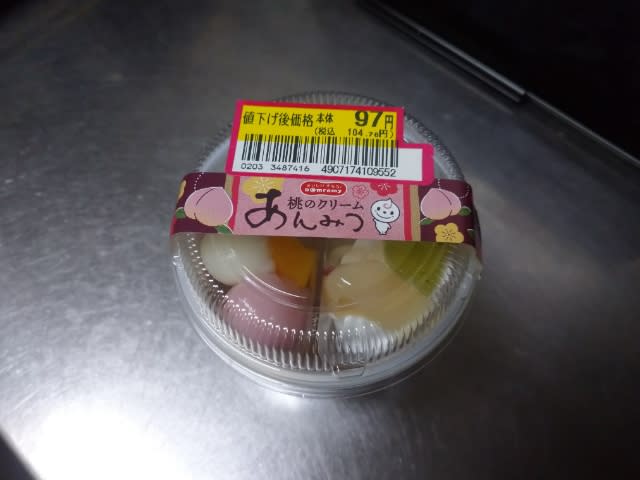 値下げ後価格 本体 97円
(税込 104.76円)
0203 3487416 4907174109552
Domremy
桃のクリーム
あんみつ